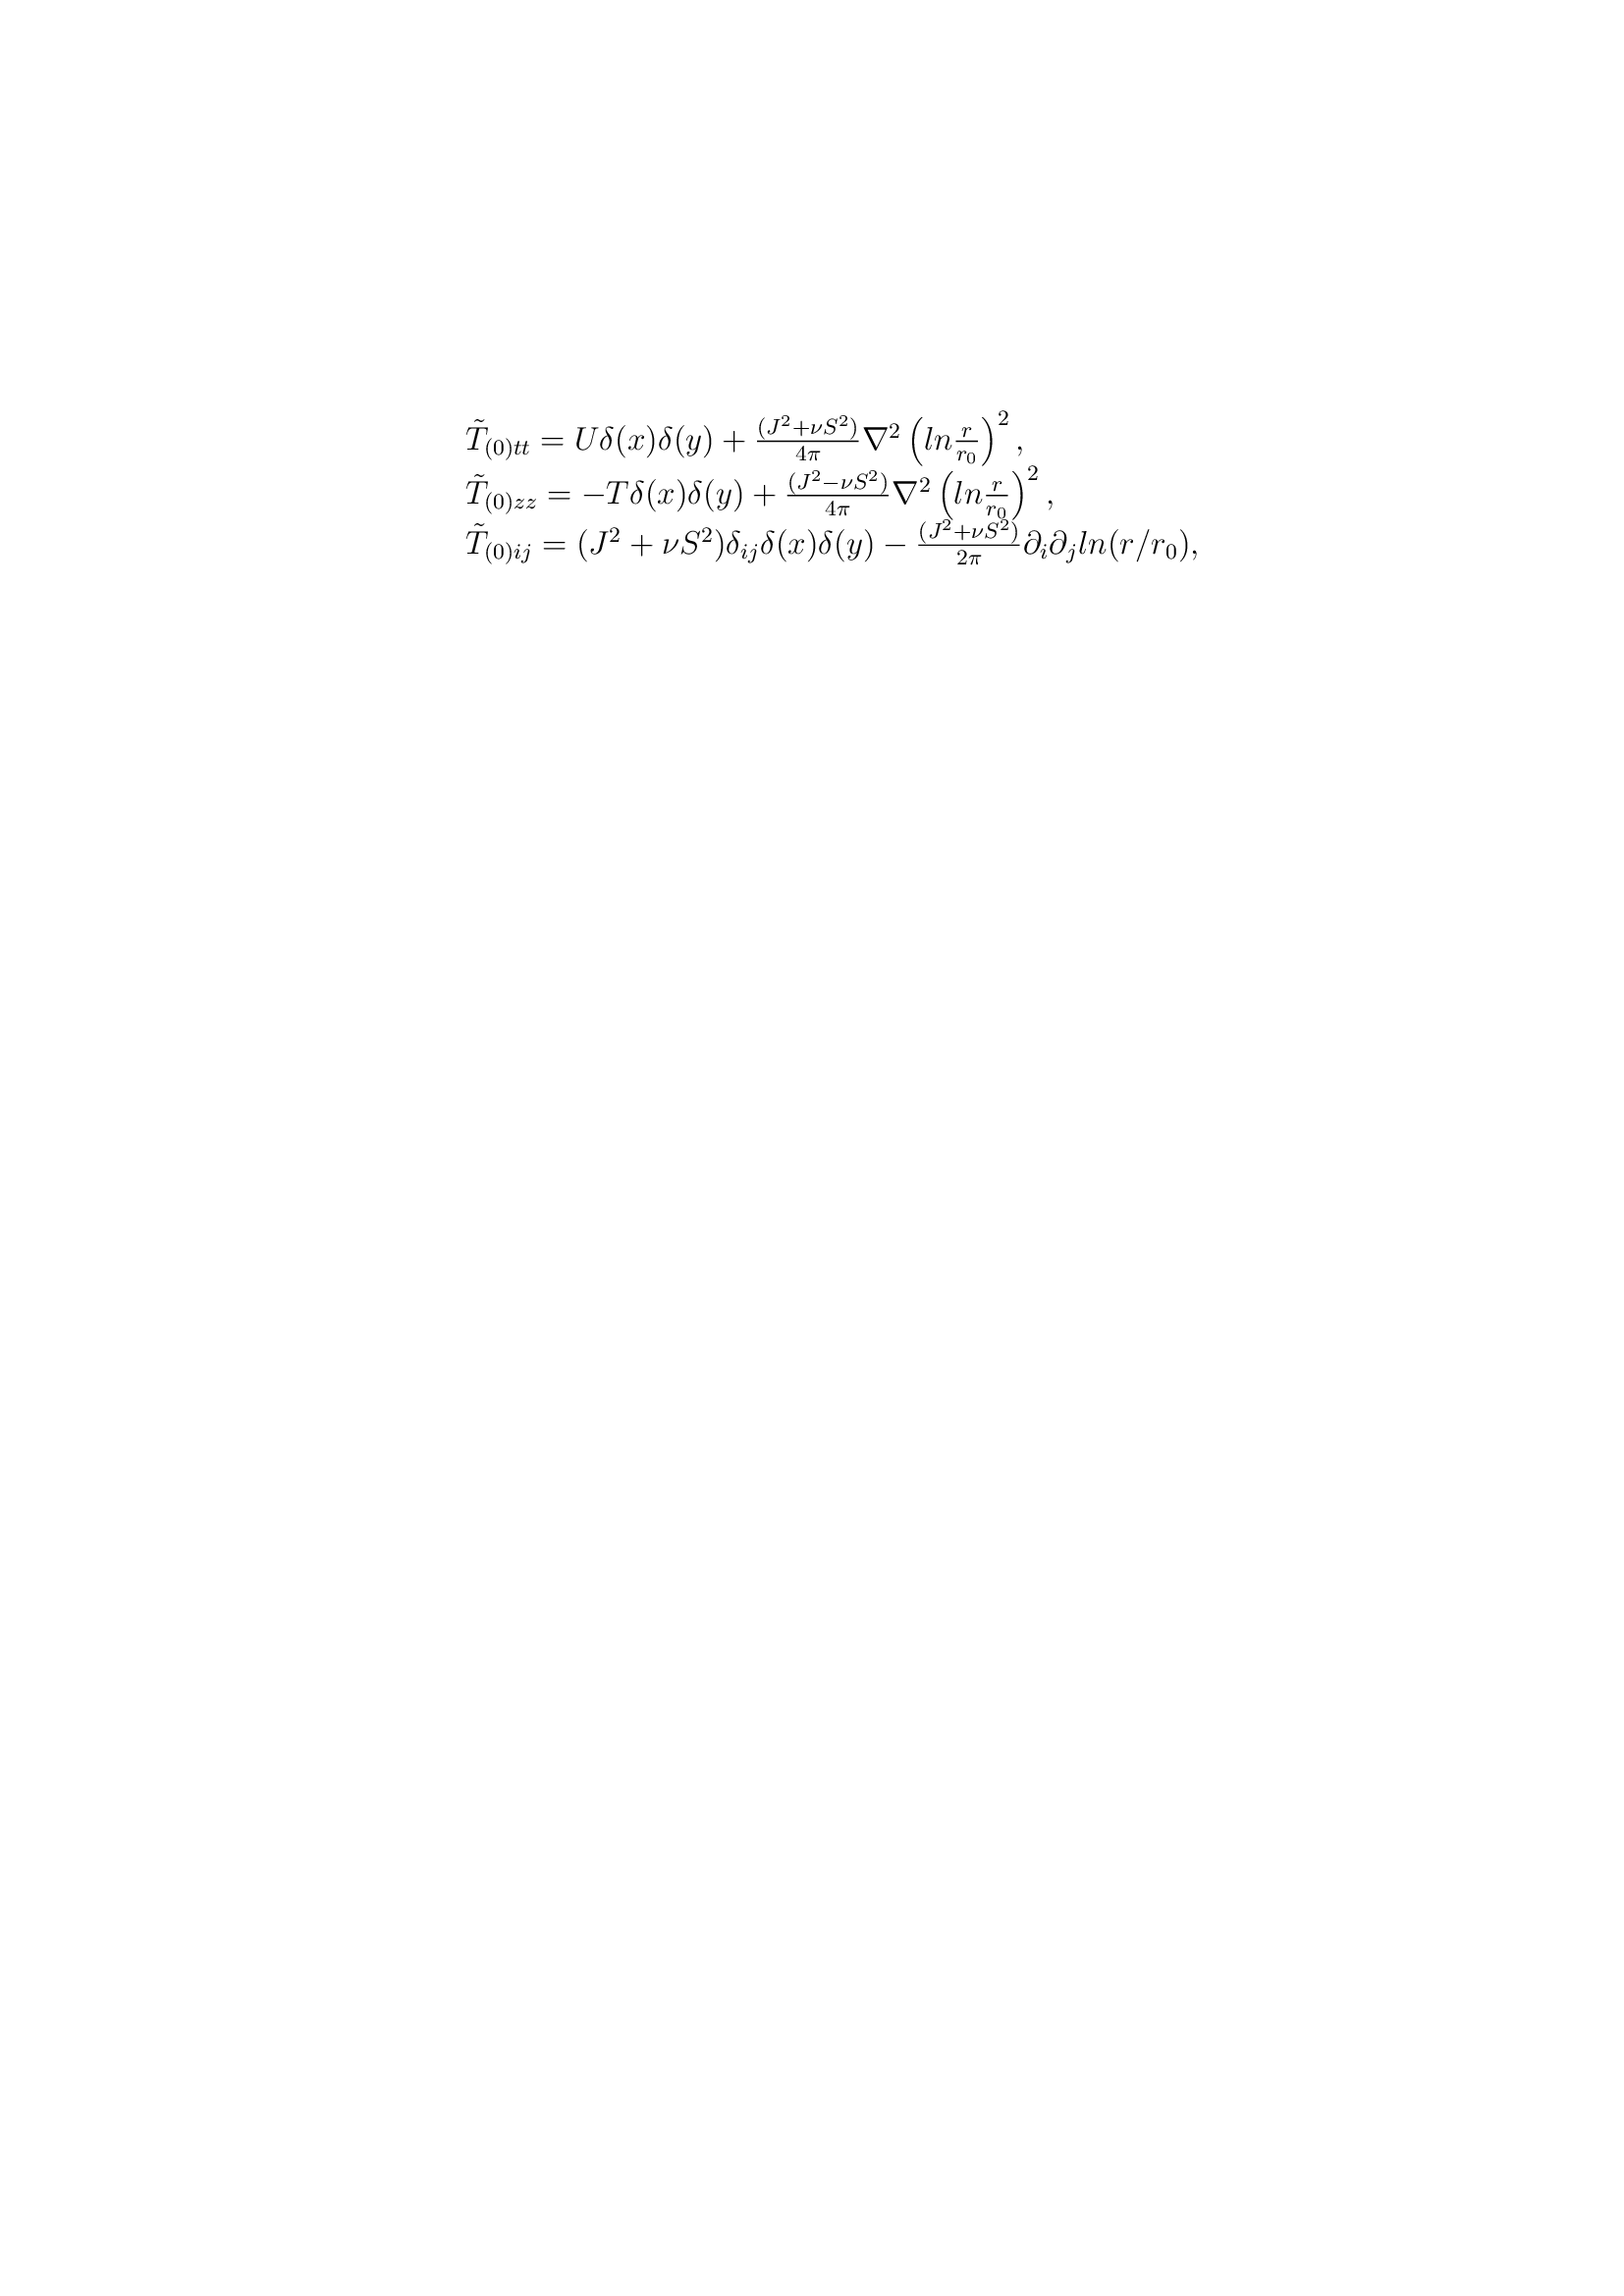 \tilde{T}_{(0)tt} = U\delta(x)\delta(y) + \frac{(J^2+\nu S^2)}{4\pi}\nabla^2\left(ln\frac{r}{r_0}\right)^2,
\tilde{T}_{(0)zz} = -T\delta(x)\delta(y) + \frac{(J^2-\nu S^2)}{4\pi}\nabla^2\left(ln\frac{r}{r_0}\right)^2,
\tilde{T}_{(0)ij} = (J^2+\nu S^2)\delta_{ij}\delta(x)\delta(y) - \frac{(J^2+\nu S^2)}{2\pi}\partial_i\partial_j ln(r/r_0),